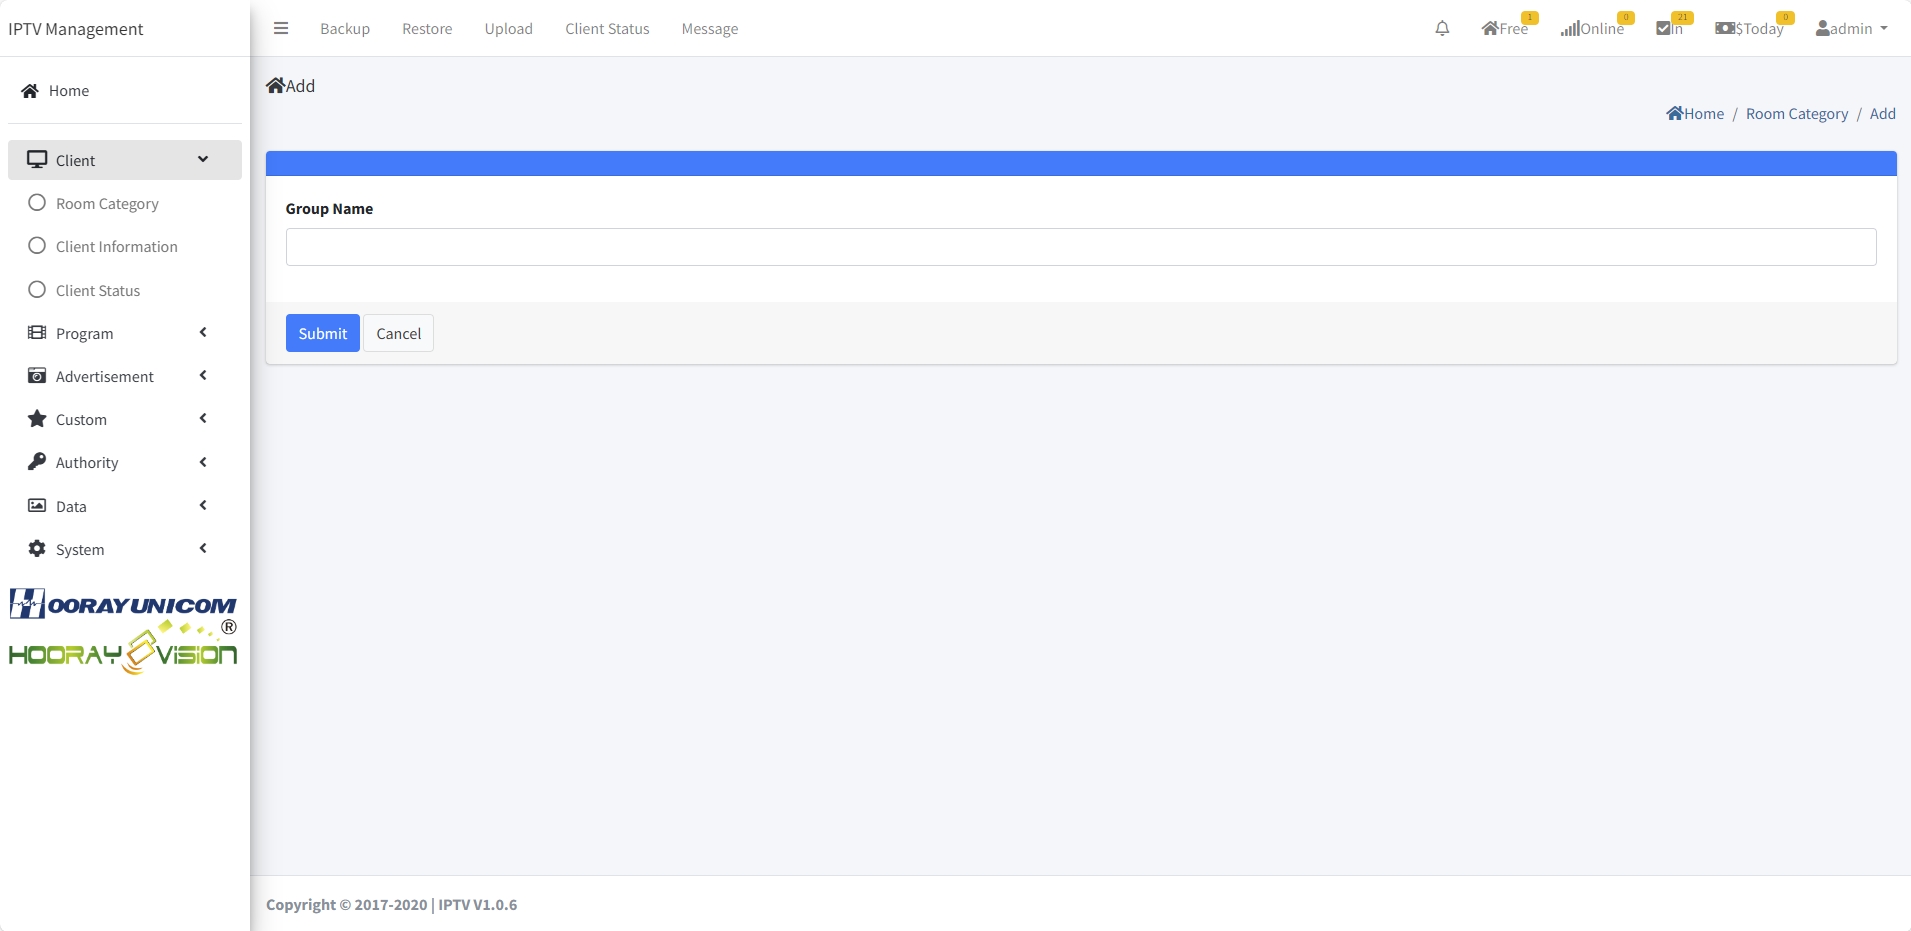 IPTV Management
Backup Restore Upload Client Status Message
Free 1 Online 0 In 21 $Today 0 admin
Home
Add
Home / Room Category / Add
Client
Room Category
Client Information
Client Status
Program
Advertisement
Custom
Authority
Data
System
HOORAYUNICOM
HOORAY VISION ®
Group Name
Submit Cancel
Copyright © 2017-2020 | IPTV V1.0.6